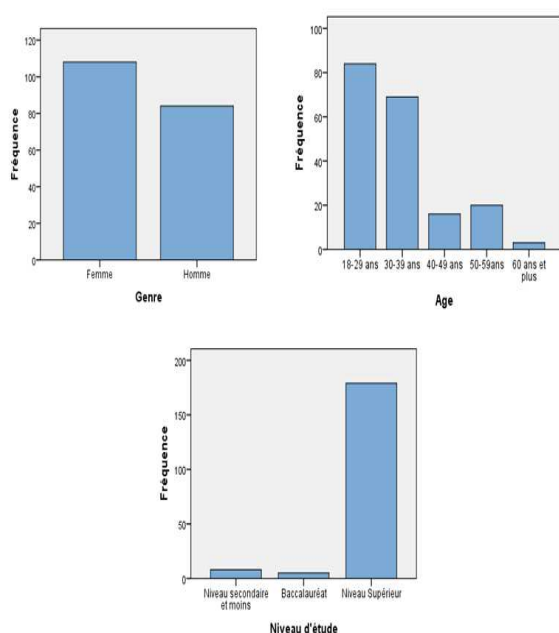 Fréquence
120
100
80
60
40
20
0
Femme
Homme
Genre
Fréquence
100
80
60
40
20
0
18-29 ans
30-39 ans
40-49 ans
50-59ans
60 ans et
plus
Age
Fréquence
200
150
100
50
0
Niveau secondaire
et moins
Baccalauréat
Niveau Supérieur
Niveau d'étude